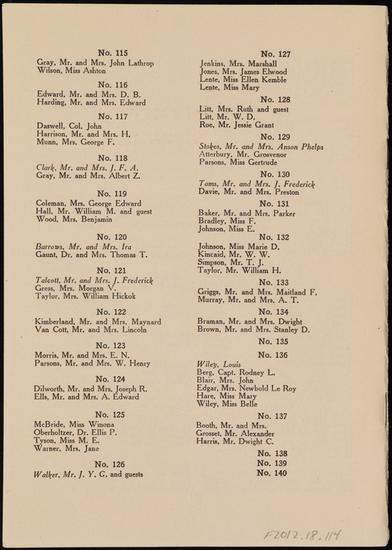 No. 115
Gray, Mr. and Mrs. John Lathrop
Wilson, Miss Ashton
No. 116
Edward, Mr. and Mrs. D. B.
Harding, Mr. and Mrs. Edward
No. 117
Daswell, Col. John
Harrison, Mr. and Mrs. H.
Munn, Mrs. George F.
No. 118
Clark, Mr. and Mrs. J. F. A.
Gray, Mr. and Mrs. Albert Z.
No. 119
Coleman, Mrs. George Edward
Hall, Mr. William M. and guest
Wood, Mrs. Benjamin
No. 120
Barrows, Mr. and Mrs. Ira
Gaunt, Dr. and Mrs. Thomas T.
No. 121
Talcott, Mr. and Mrs. J. Frederick
Gress, Mrs. Morgan V.
Taylor, Mrs. William Hickok
No. 122
Kimberland, Mr. and Mrs. Maynard
Van Cott, Mr. and Mrs. Lincoln
No. 123
Morris, Mr. and Mrs. E. N.
Parsons, Mr. and Mrs. W. Henry
No. 124
Dilworth, Mr. and Mrs. Joseph R.
Ells, Mr. and Mrs. A. Edward
No. 125
McBride, Miss Winona
Oberholtzer, Dr. Ellis P.
Tyson, Miss M. E.
Warner, Mrs. Jane
No. 126
Walker, Mr. J. Y. G. and guests
No. 127
Jenkins, Mrs. Marshall
Jones, Mrs. James Elwood
Lente, Miss Ellen Kemble
Lente, Miss Mary
No. 128
Litt, Mrs. Ruth and guest
Litt, Mr. W. D.
Roe, Mr. Jessie Grant
No. 129
Stokes, Mr. and Mrs. Anson Phelps
Atterbury, Mr. Grosvenor
Parsons, Miss Gertrude
No. 130
Tams, Mr. and Mrs. J. Frederick
Davie, Mr. and Mrs. Preston
No. 131
Baker, Mr. and Mrs. Parker
Bradley, Miss F.
Johnson, Miss E.
No. 132
Johnson, Miss Marie D.
Kincaid, Mr. W. W.
Simpson, Mr. T. J.
Taylor, Mr. William H.
No. 133
Griggs, Mr. and Mrs. Maitland F.
Murray, Mr. and Mrs. A. T.
No. 134
Braman, Mr. and Mrs. Dwight
Brown, Mr. and Mrs. Stanley D.
No. 135
No. 136
Wiley, Louis
Berg, Capt. Rodney L.
Blair, Mrs. John
Edgar, Mrs. Newbold Le Roy
Hare, Miss Mary
Wiley, Miss Belle
No. 137
Booth, Mr. and Mrs.
Grosset, Mr. Alexander
Harris, Mr. Dwight C.
No. 138
No. 139
No. 140
F2012.18.114